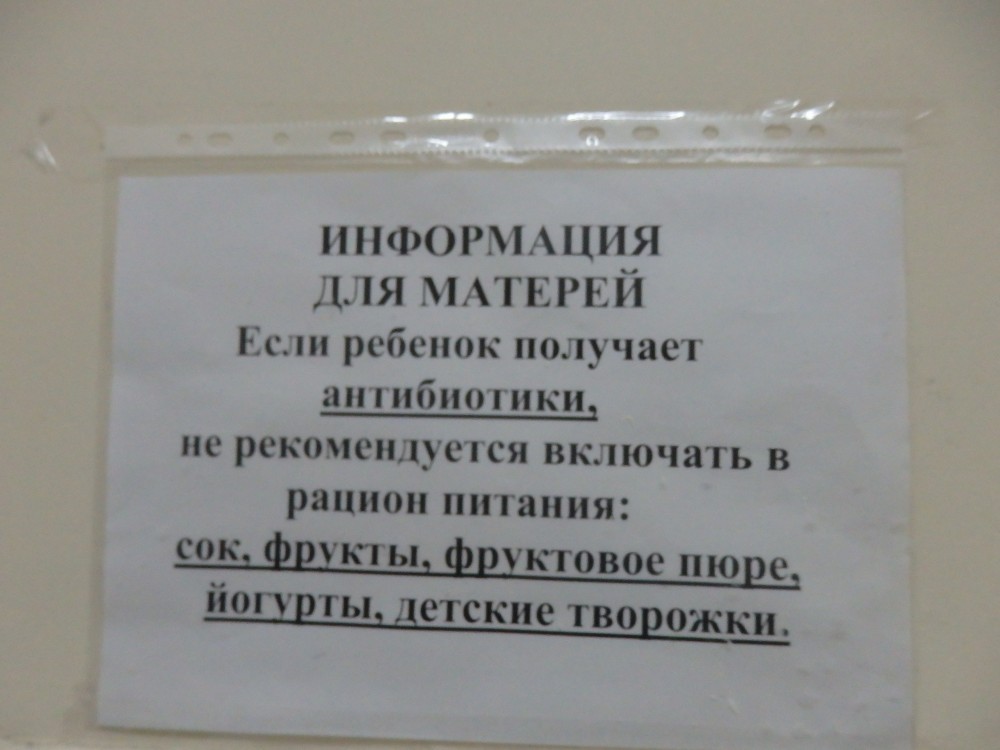 ИНФОРМАЦИЯ
ДЛЯ МАТЕРЕЙ
Если ребенок получает
антибиотики,
не рекомендуется включать в
рацион питания:
сок, фрукты, фруктовое пюре,
йогурты, детские творожки.